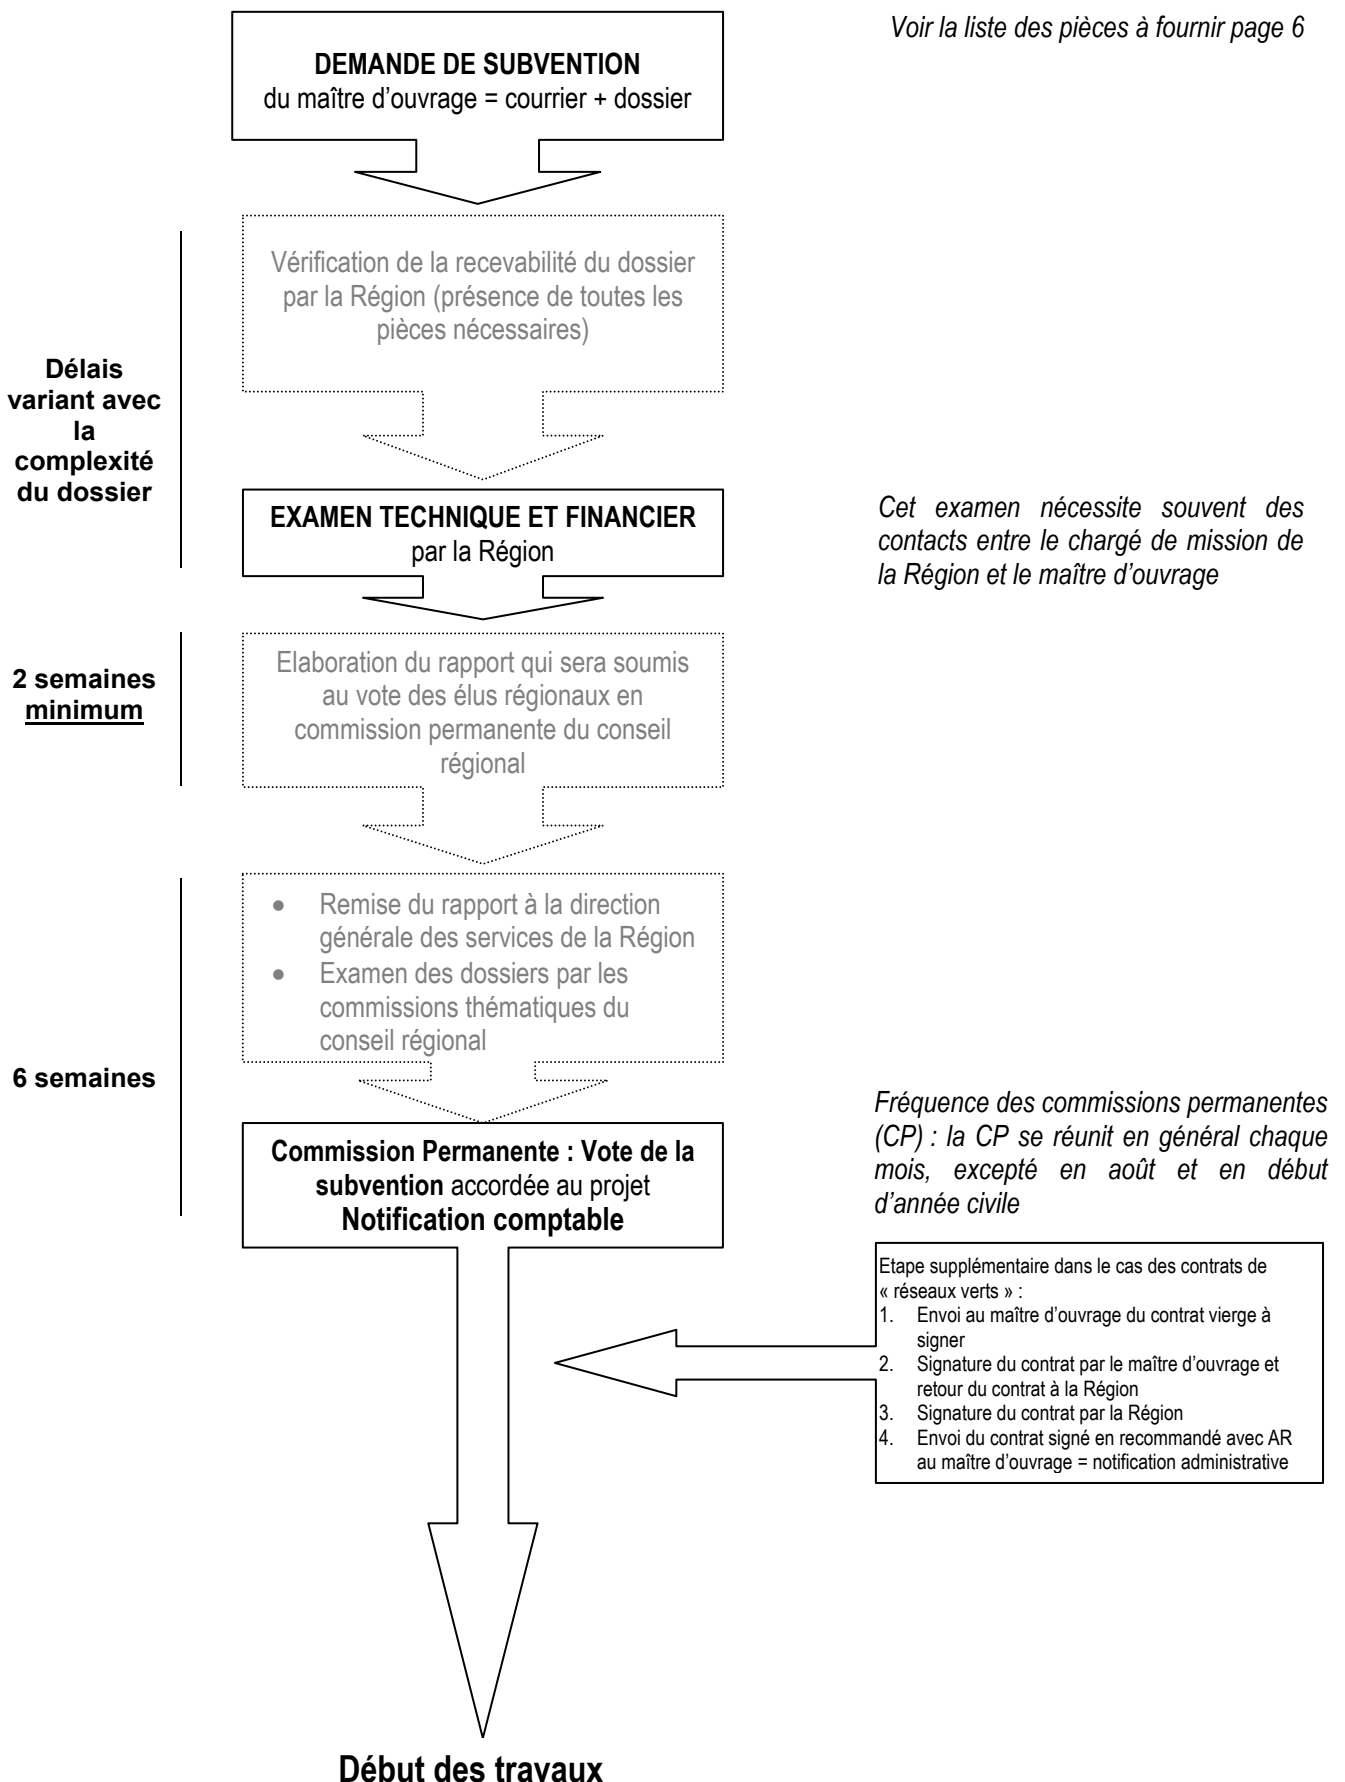 Voir la liste des pièces à fournir page 6
DEMANDE DE SUBVENTION
du maître d’ouvrage = courrier + dossier
Vérification de la recevabilité du dossier
par la Région (présence de toutes les
pièces nécessaires)
Délais
variant avec
la
complexité
du dossier
EXAMEN TECHNIQUE ET FINANCIER
par la Région
Cet examen nécessite souvent des
contacts entre le chargé de mission de
la Région et le maître d’ouvrage
2 semaines
minimum
Elaboration du rapport qui sera soumis
au vote des élus régionaux en
commission permanente du conseil
régional
• Remise du rapport à la direction
générale des services de la Région
• Examen des dossiers par les
commissions thématiques du
conseil régional
6 semaines
Commission Permanente : Vote de la
subvention accordée au projet
Notification comptable
Fréquence des commissions permanentes
(CP) : la CP se réunit en général chaque
mois, excepté en août et en début
d’année civile
Etape supplémentaire dans le cas des contrats de
« réseaux verts » :
1. Envoi au maître d’ouvrage du contrat vierge à
signer
2. Signature du contrat par le maître d’ouvrage et
retour du contrat à la Région
3. Signature du contrat par la Région
4. Envoi du contrat signé en recommandé avec AR
au maître d’ouvrage = notification administrative
Début des travaux